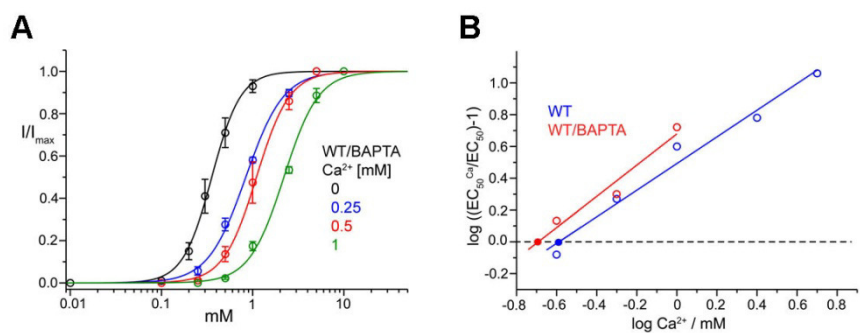 A
I/Imax
1.0
0.8
0.6
0.4
0.2
0.0
WT/BAPTA
Ca²⁺ [mM]
0
0.25
0.5
1
0.01 0.1 1 10
mM
B
log ((EC₅₀^Ca/EC₅₀)-1)
1.0
0.8
0.6
0.4
0.2
0.0
-0.2
WT
WT/BAPTA
-0.8 -0.6 -0.4 -0.2 0.0 0.2 0.4 0.6 0.8
log Ca²⁺ / mM